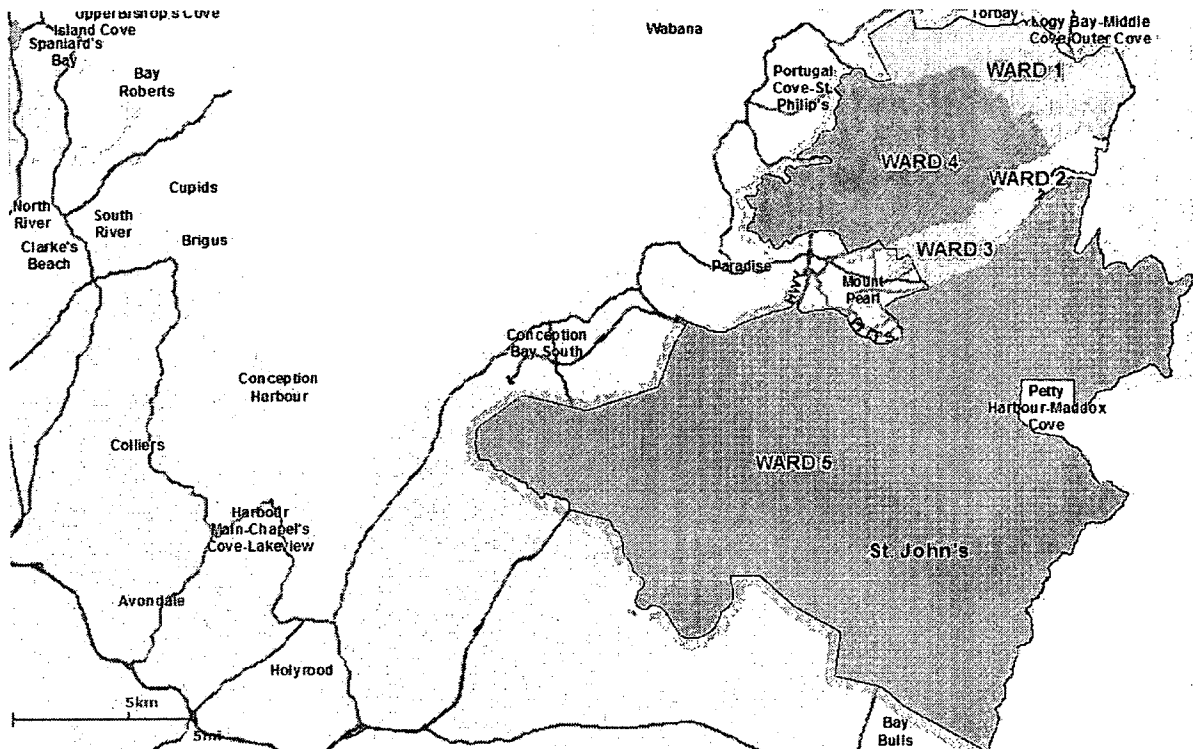 Upper Bishop's Cove
Island Cove
Spaniard's
Bay
Bay
Roberts
Wabana
Torbay
Logy Bay-Middle
Cove-Outer Cove
WARD 1
Portugal
Cove-St.
Philip's
WARD 4
WARD 2
Cupids
North
River
South
River
Clarke's
Beach
Brigus
WARD 3
Paradise
Mount
Pearl
Conception
Bay South
Conception
Harbour
Petty
Harbour-Maddox
Cove
Colliers
WARD 5
Harbour
Main-Chapel's
Cove-Lakeview
St. John's
Avondale
Holyrood
5km
5mi
Bay
Bulls